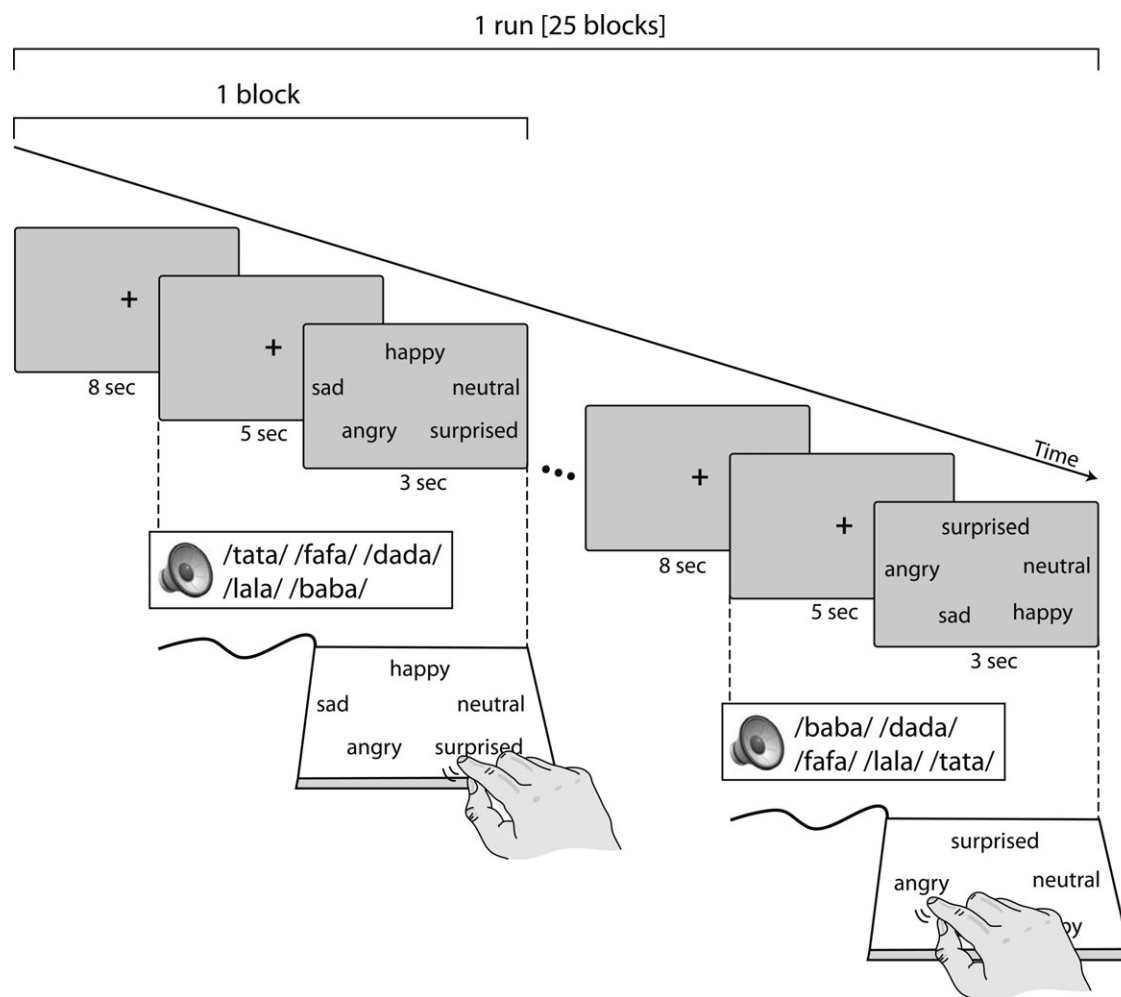 1 run [25 blocks]
1 block
+
8 sec
+
5 sec
happy
sad neutral
angry surprised
3 sec
/tata/ /fafa/ /dada/
/lala/ /baba/
happy
sad neutral
angry surprised
Time
+
8 sec
+
5 sec
surprised
angry neutral
sad happy
3 sec
/baba/ /dada/
/fafa/ /lala/ /tata/
surprised
angry neutral
py